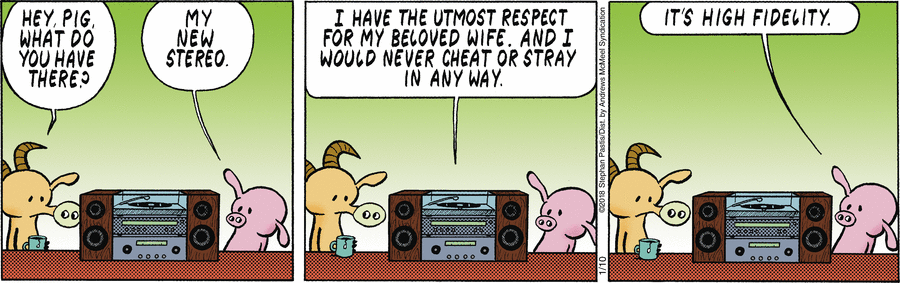 HEY, PIG,
WHAT DO
YOU HAVE
THERE?
MY
NEW
STEREO.
I HAVE THE UTMOST RESPECT
FOR MY BELOVED WIFE. AND I
WOULD NEVER CHEAT OR STRAY
IN ANY WAY.
©2018 Stephan Pastis/Dist. by Andrews McMeel Syndication
1/10
IT'S HIGH FIDELITY.